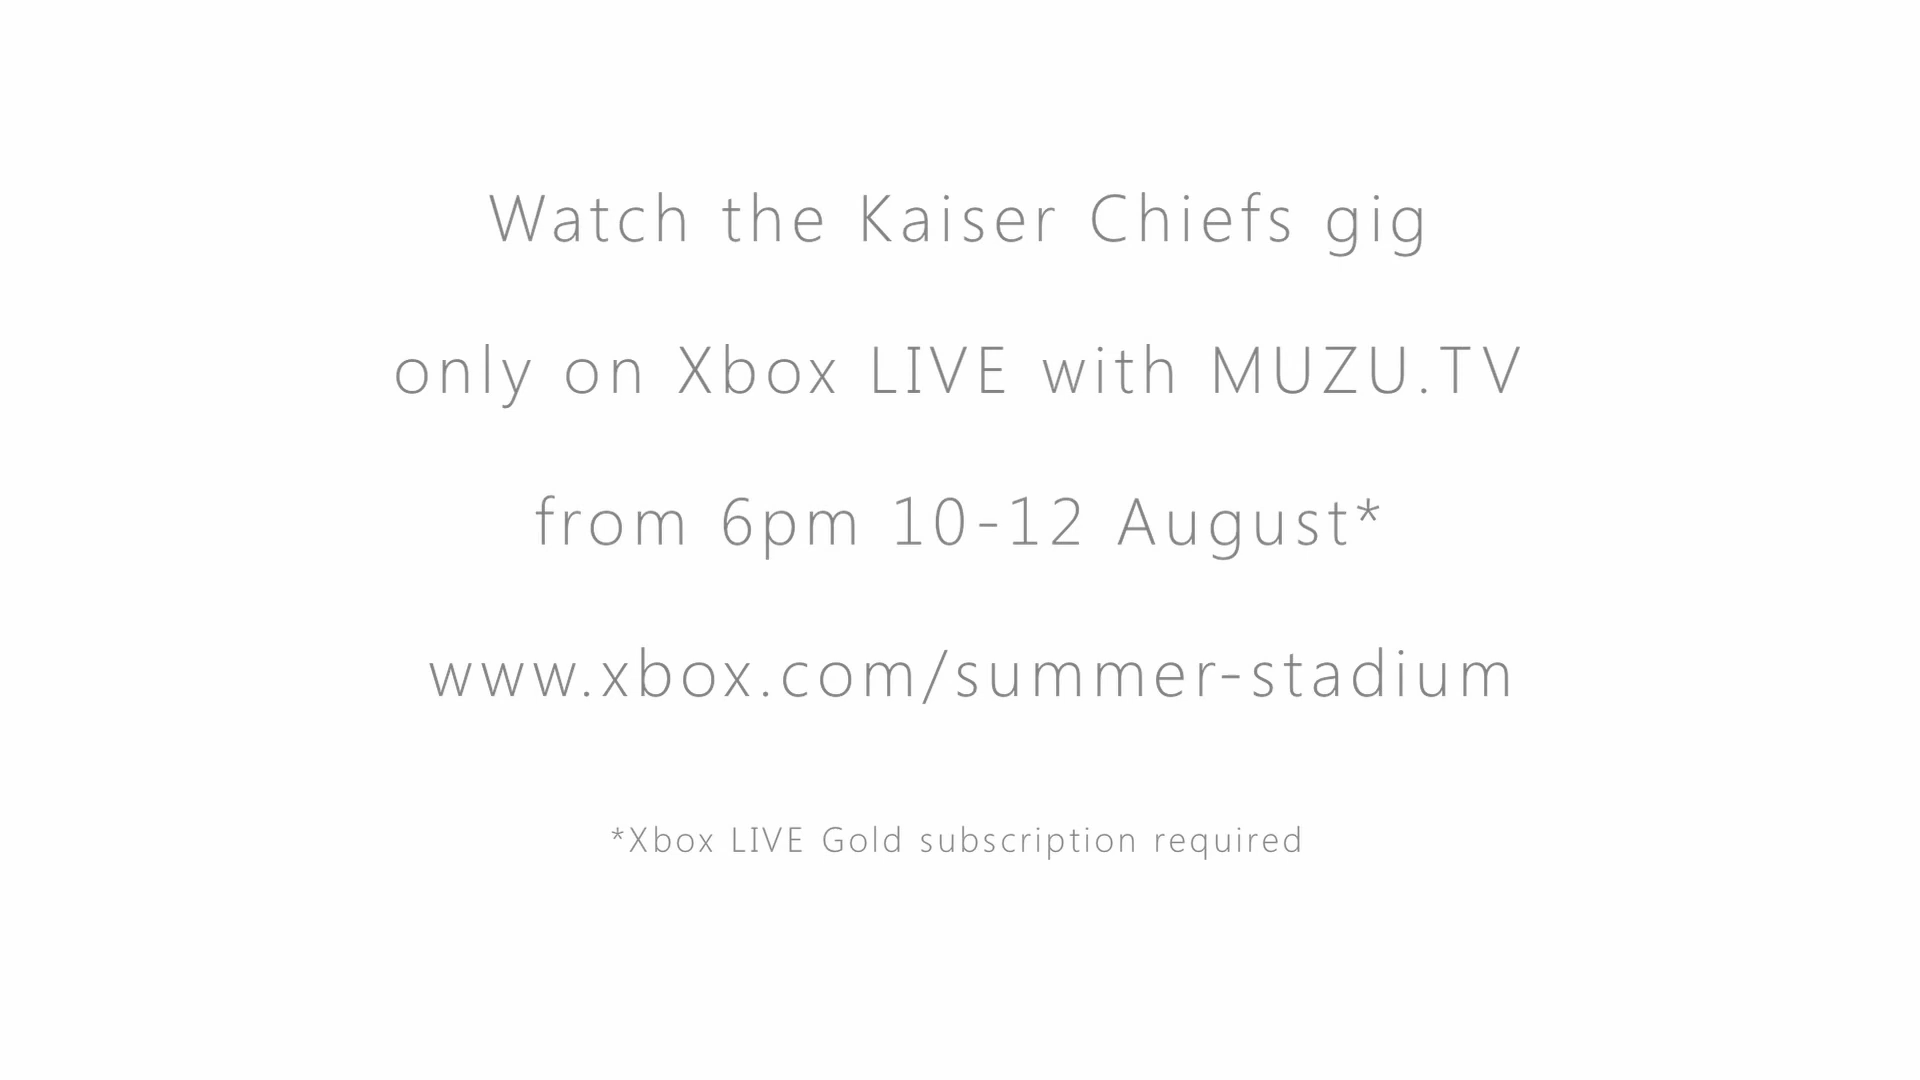 Watch the Kaiser Chiefs gig
only on Xbox LIVE with MUZU.TV
from 6pm 10-12 August*
www.xbox.com/summer-stadium
*Xbox LIVE Gold subscription required